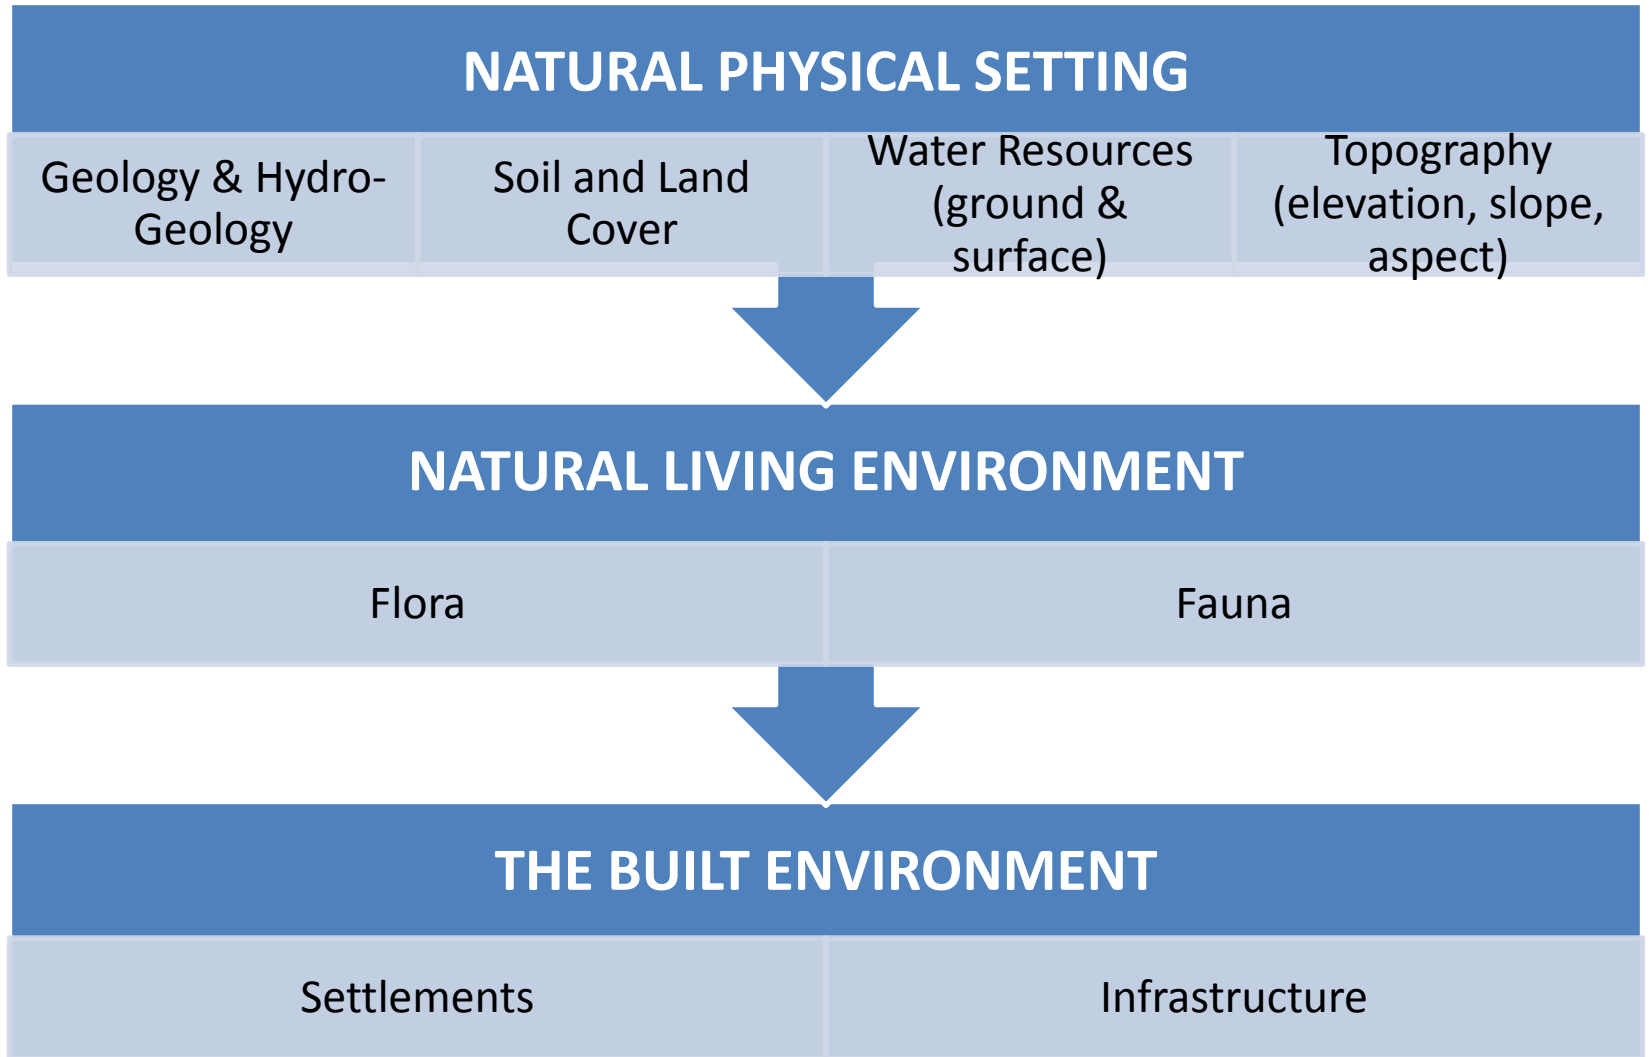 NATURAL PHYSICAL SETTING
Geology & Hydro-
Geology
Soil and Land
Cover
Water Resources
(ground &
surface)
Topography
(elevation, slope,
aspect)
NATURAL LIVING ENVIRONMENT
Flora
Fauna
THE BUILT ENVIRONMENT
Settlements
Infrastructure